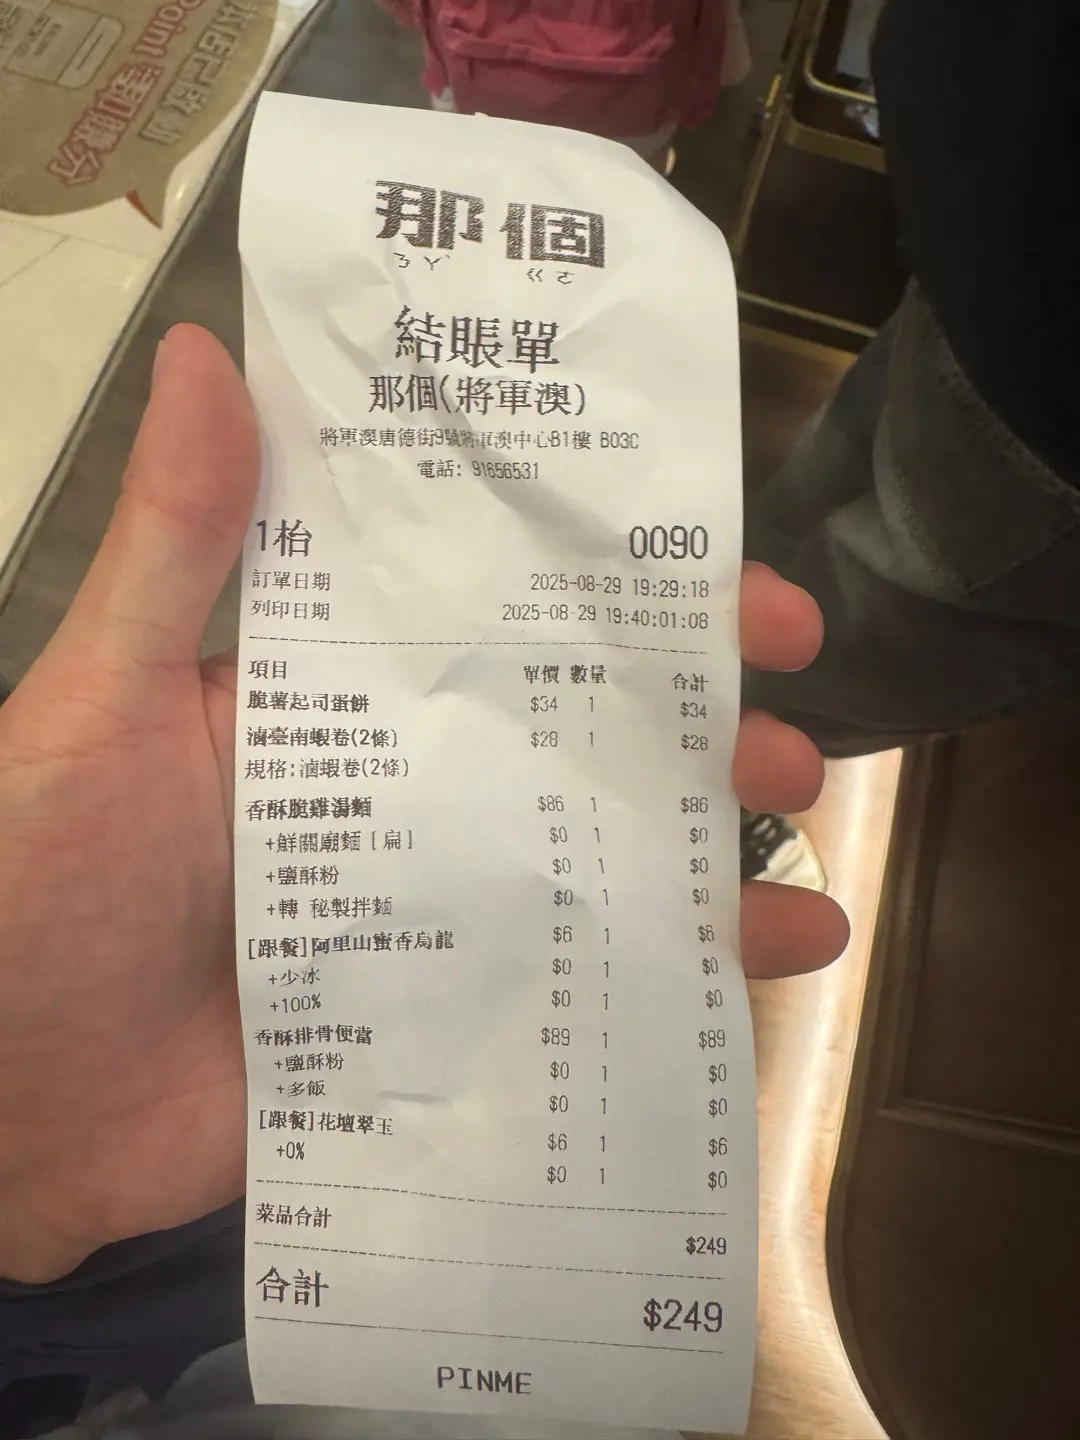 本店已啟動
Point 賺分
那個
ㄋㄚˋ ㄍㄜ
結賬單
那個(將軍澳)
將軍澳唐德街9號將軍澳中心B1樓 B03C
電話: 91656531
1枱 0090
訂單日期 2025-08-29 19:29:18
列印日期 2025-08-29 19:40:01:08
項目 單價 數量 合計
脆薯起司蛋餅 $34 1 $34
滷臺南蝦卷(2條) $28 1 $28
規格:滷蝦卷(2條)
香酥脆雞湯麵 $86 1 $86
+鮮關廟麵[扁] $0 1 $0
+鹽酥粉 $0 1 $0
+轉 秘製拌麵 $0 1 $0
[跟餐]阿里山蜜香烏龍 $6 1 $6
+少冰 $0 1 $0
+100% $0 1 $0
香酥排骨便當 $89 1 $89
+鹽酥粉 $0 1 $0
+多飯 $0 1 $0
[跟餐]花壇翠玉 $6 1 $6
+0% $0 1 $0
菜品合計 $249
合計 $249
PINME